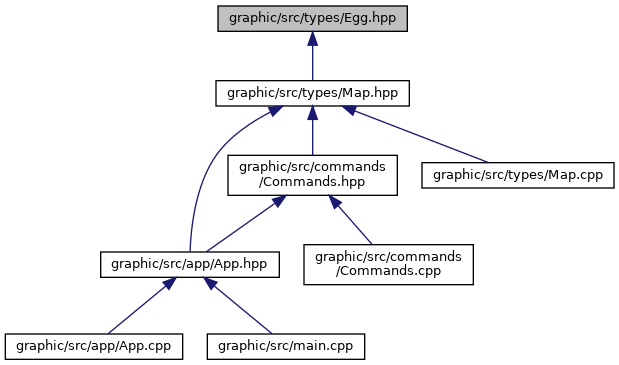 graphic/src/types/Egg.hpp
graphic/src/types/Map.hpp
graphic/src/commands
/Commands.hpp
graphic/src/types/Map.cpp
graphic/src/app/App.hpp
graphic/src/commands
/Commands.cpp
graphic/src/app/App.cpp
graphic/src/main.cpp